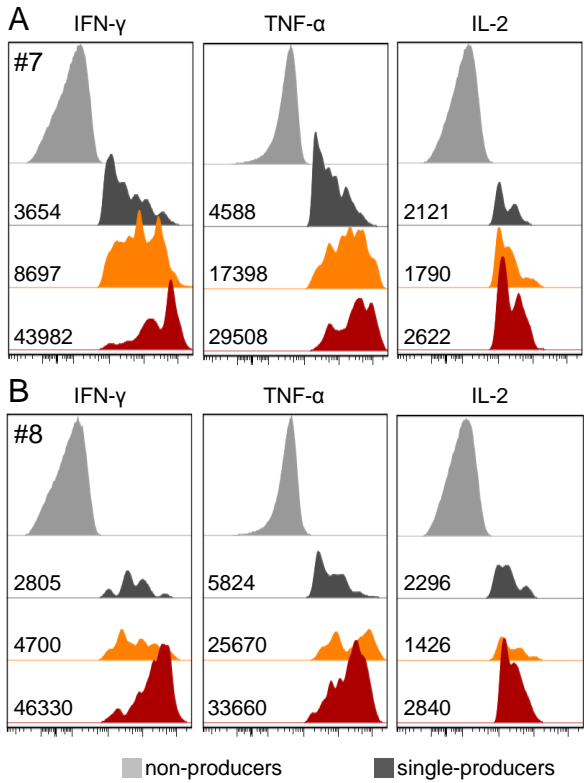 A
IFN-γ TNF-α IL-2
#7
3654 4588 2121
8697 17398 1790
43982 29508 2622
B
IFN-γ TNF-α IL-2
#8
2805 5824 2296
4700 25670 1426
46330 33660 2840
non-producers single-producers